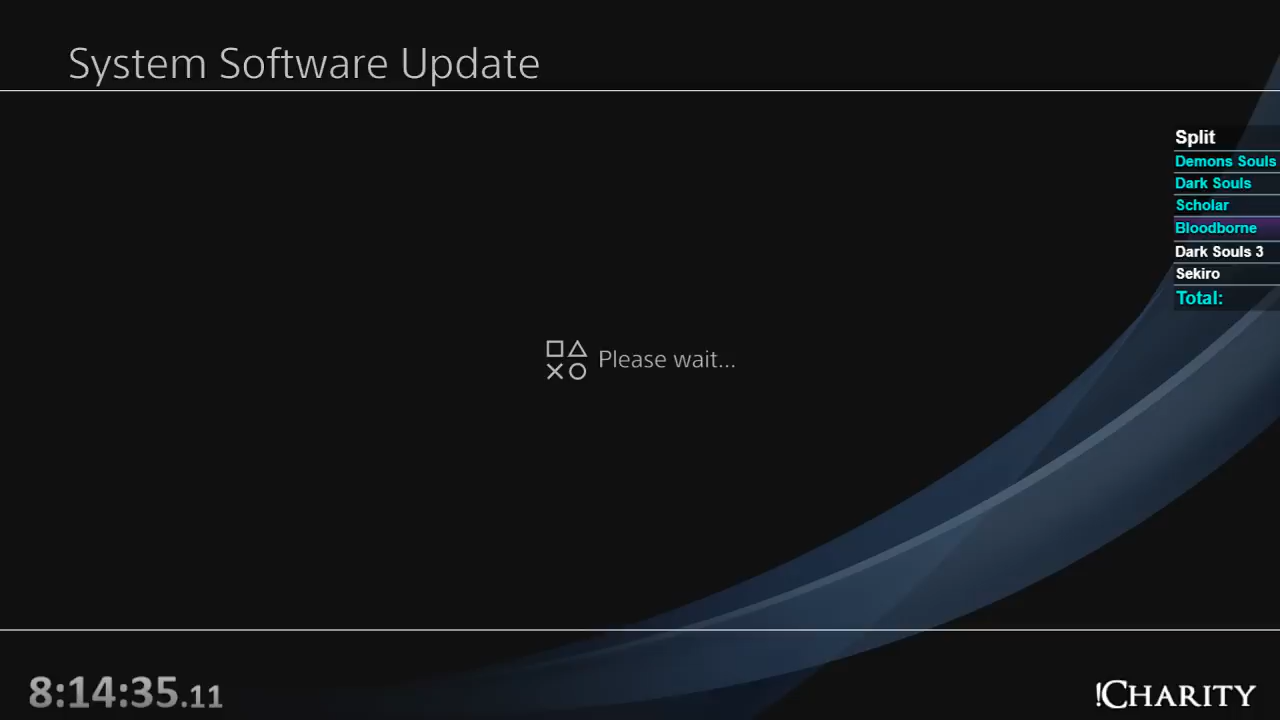 System Software Update
Split
Demons Souls
Dark Souls
Scholar
Bloodborne
Dark Souls 3
Sekiro
Total:
Please wait...
8:14:35.11
!CHARITY